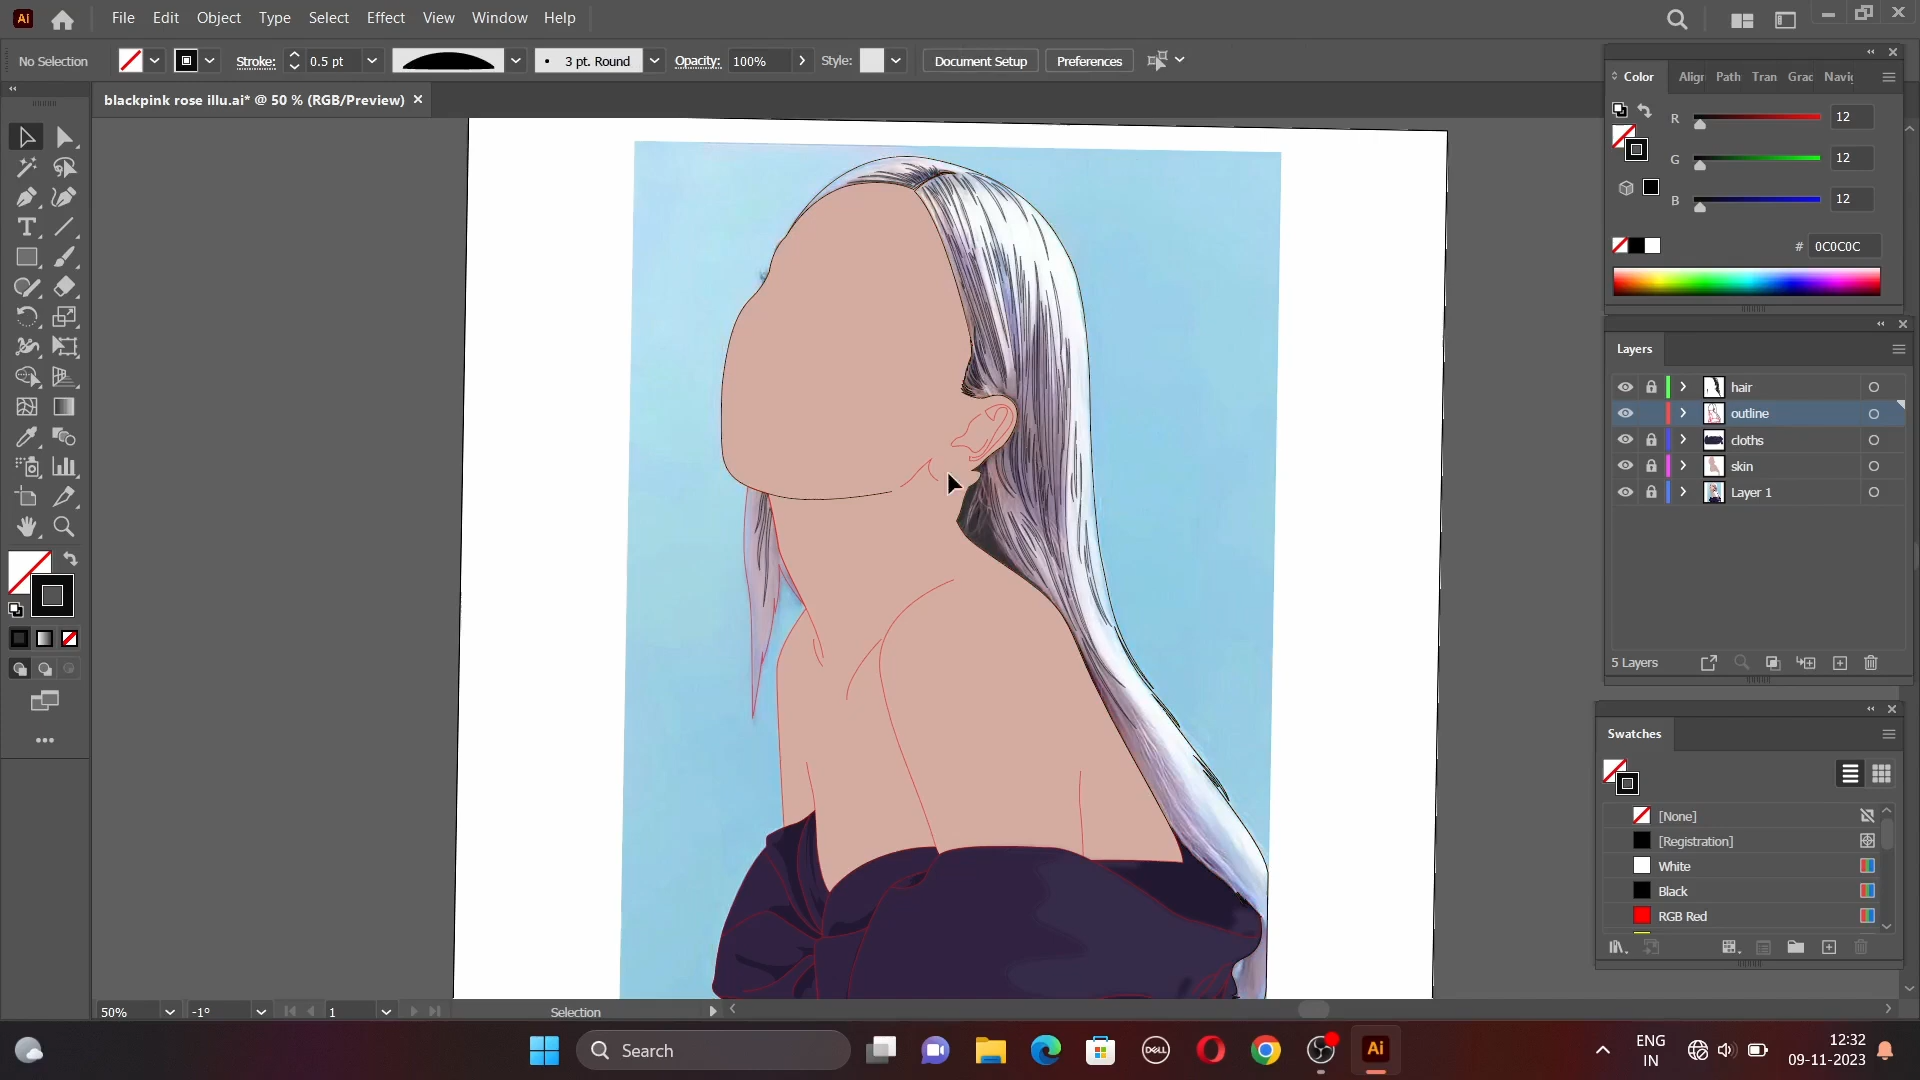 Ai File Edit Object Type Select Effect View Window Help
No Selection Stroke: 0.5 pt • 3 pt. Round Opacity: 100% Style: Document Setup Preferences
blackpink rose illu.ai* @ 50 % (RGB/Preview) ×
Color Align Path Tran Grac Navi
R 12
G 12
B 12
# 0C0C0C
Layers
hair
outline
cloths
skin
Layer 1
5 Layers
Swatches
[None]
[Registration]
White
Black
RGB Red
50% -1° 1 Selection
Search
DELL
Ai
ENG
IN
12:32
09-11-2023